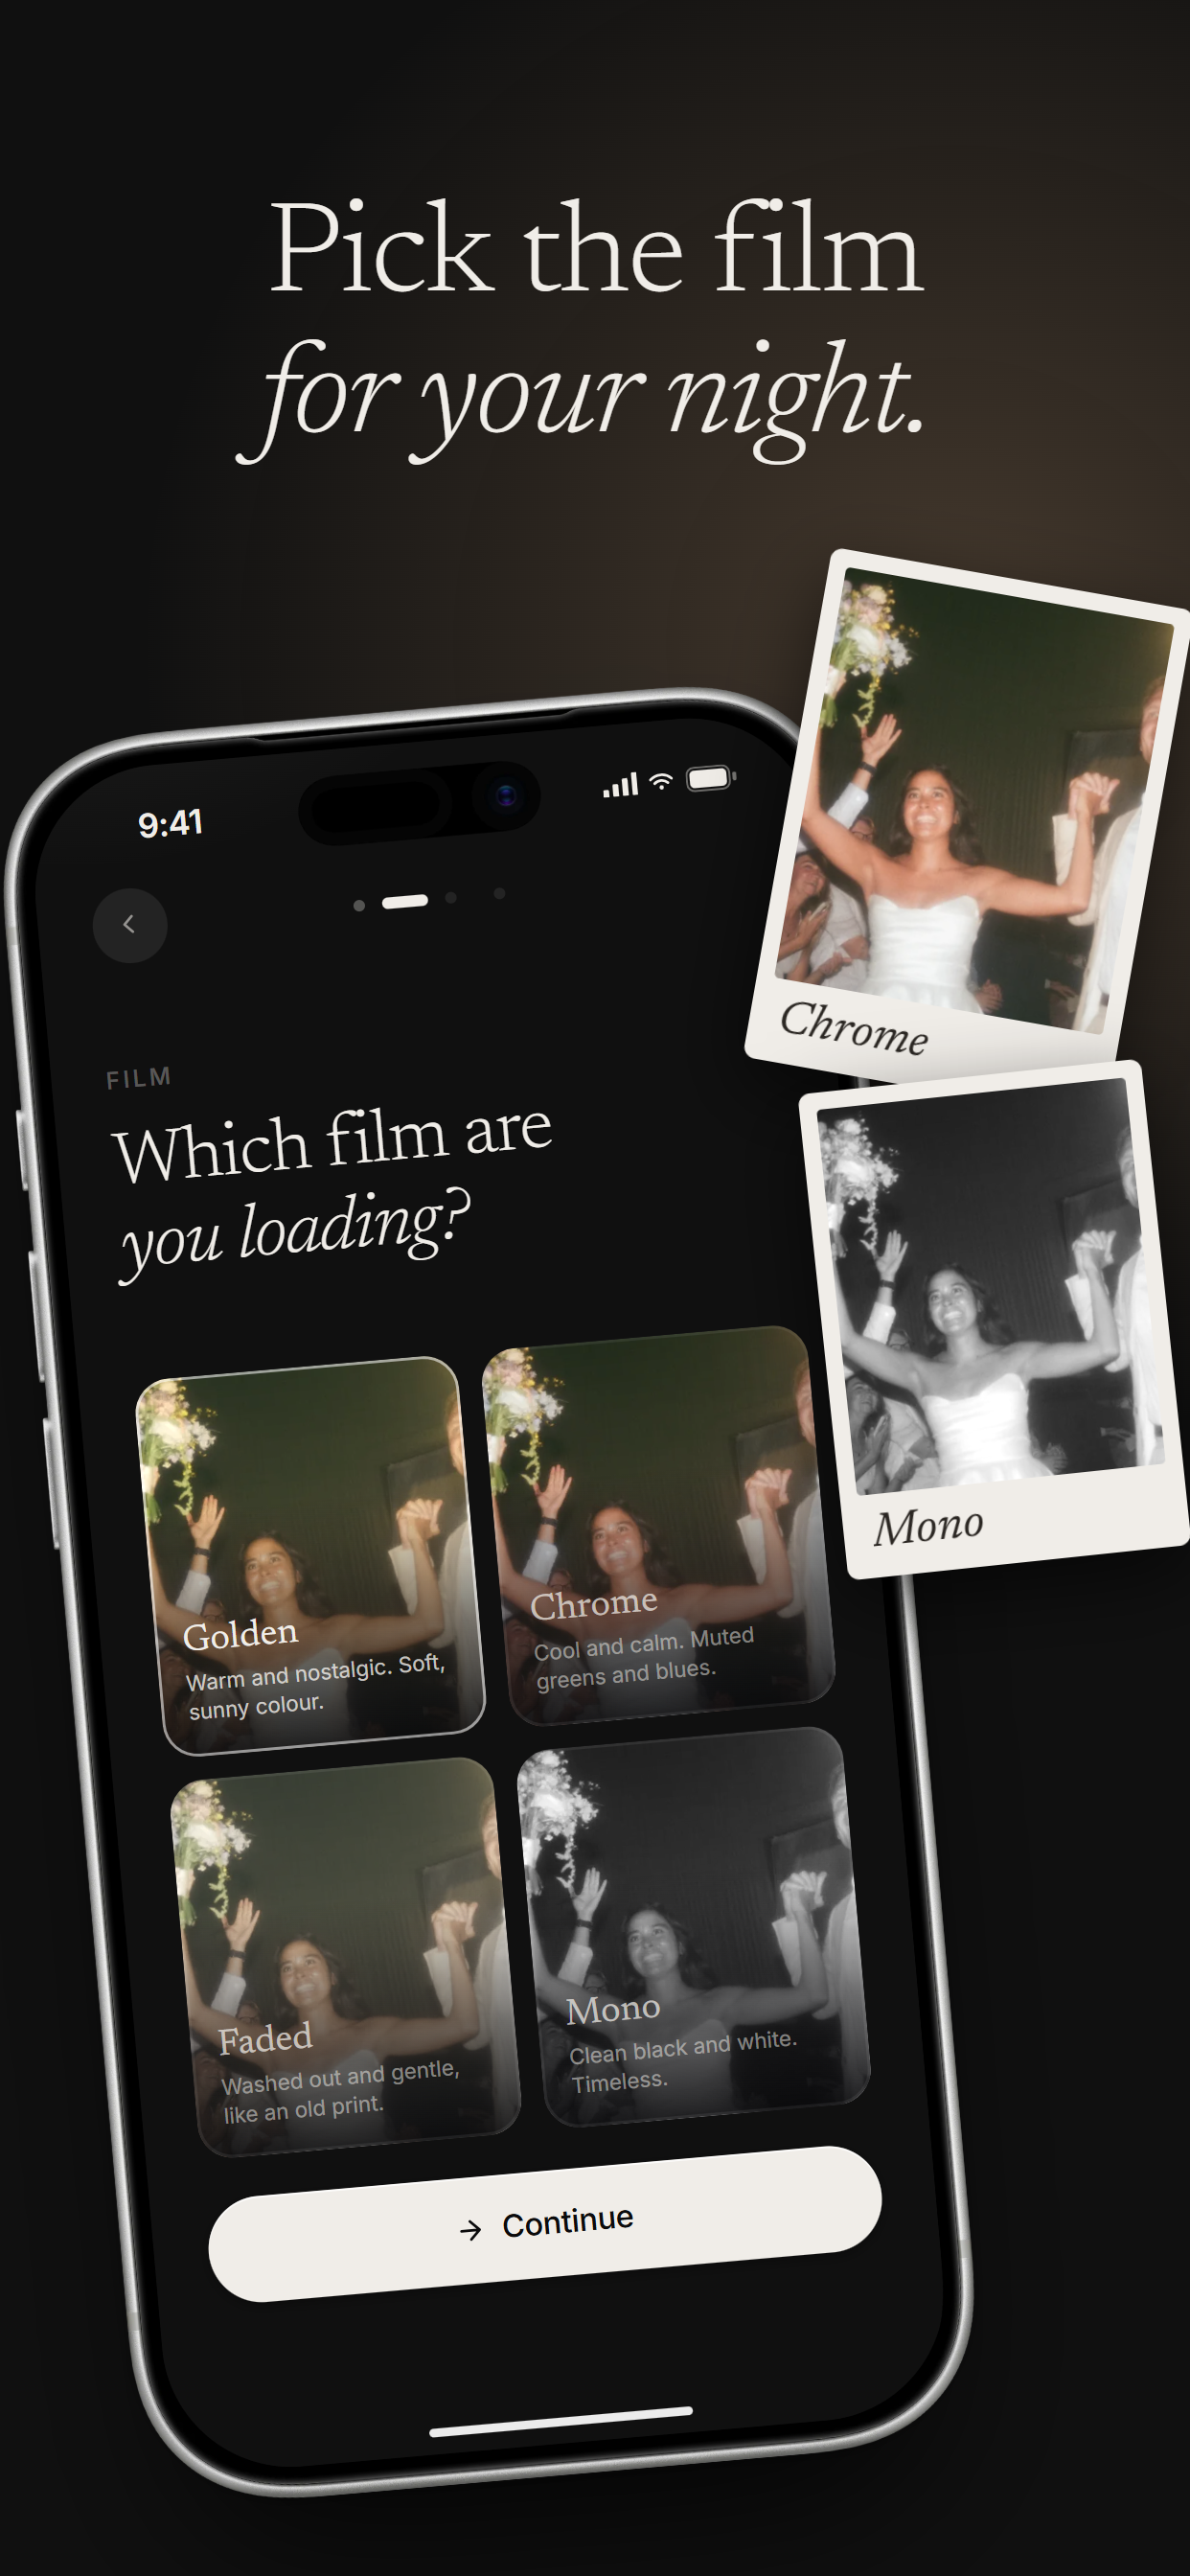 Pick the film
for your night.
9:41
Chrome
FILM
Which film are
you loading?
Mono
Golden
Warm and nostalgic. Soft,
sunny colour.
Chrome
Cool and calm. Muted
greens and blues.
Faded
Washed out and gentle,
like an old print.
Mono
Clean black and white.
Timeless.
Continue